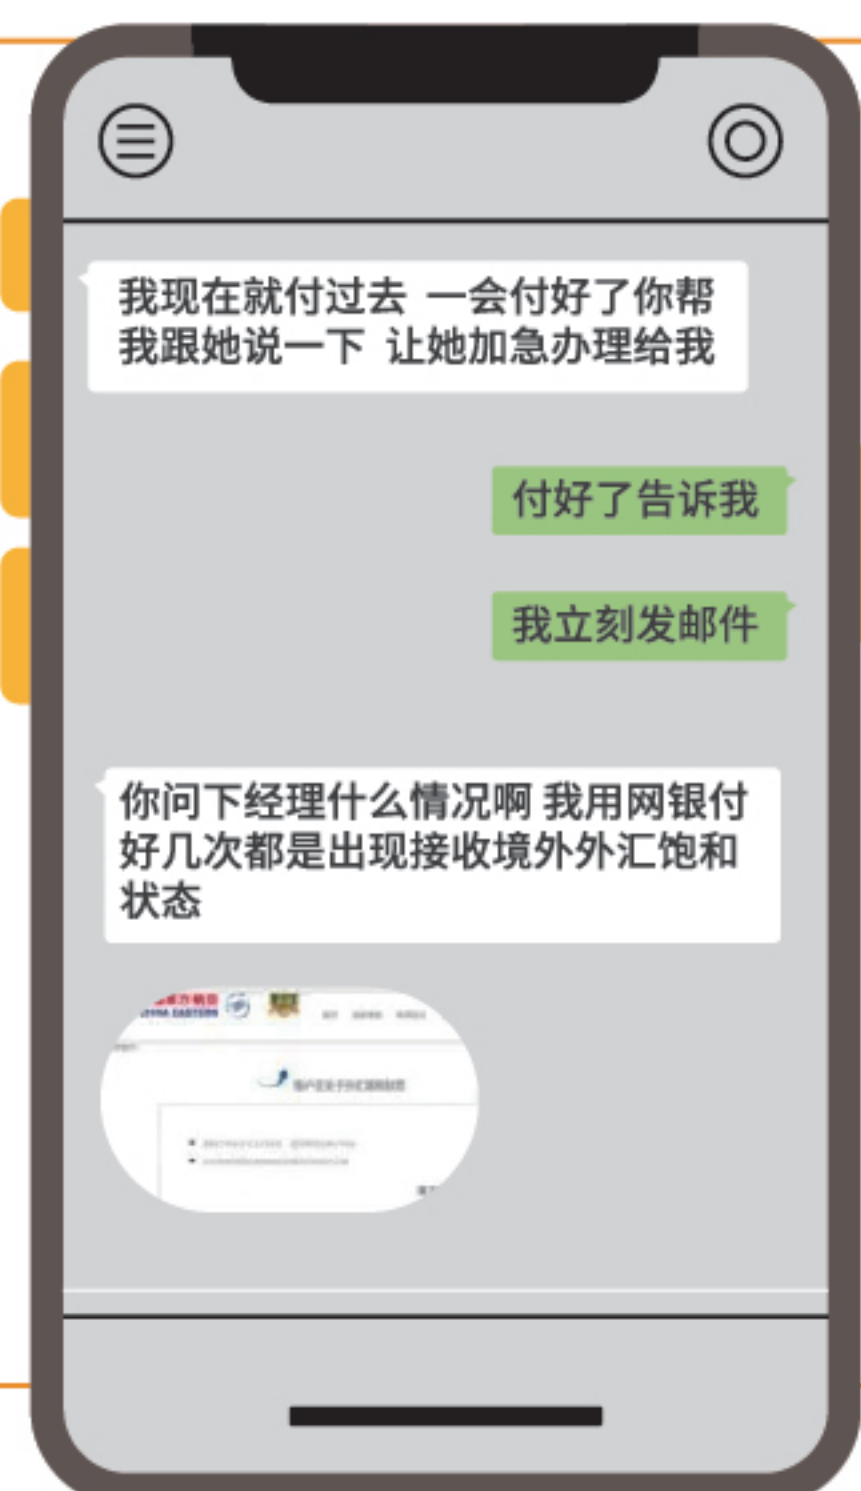 我现在就付过去 一会付好了你帮
我跟她说一下 让她加急办理给我
付好了告诉我
我立刻发邮件
你问下经理什么情况啊 我用网银付
好几次都是出现接收境外外汇饱和
状态